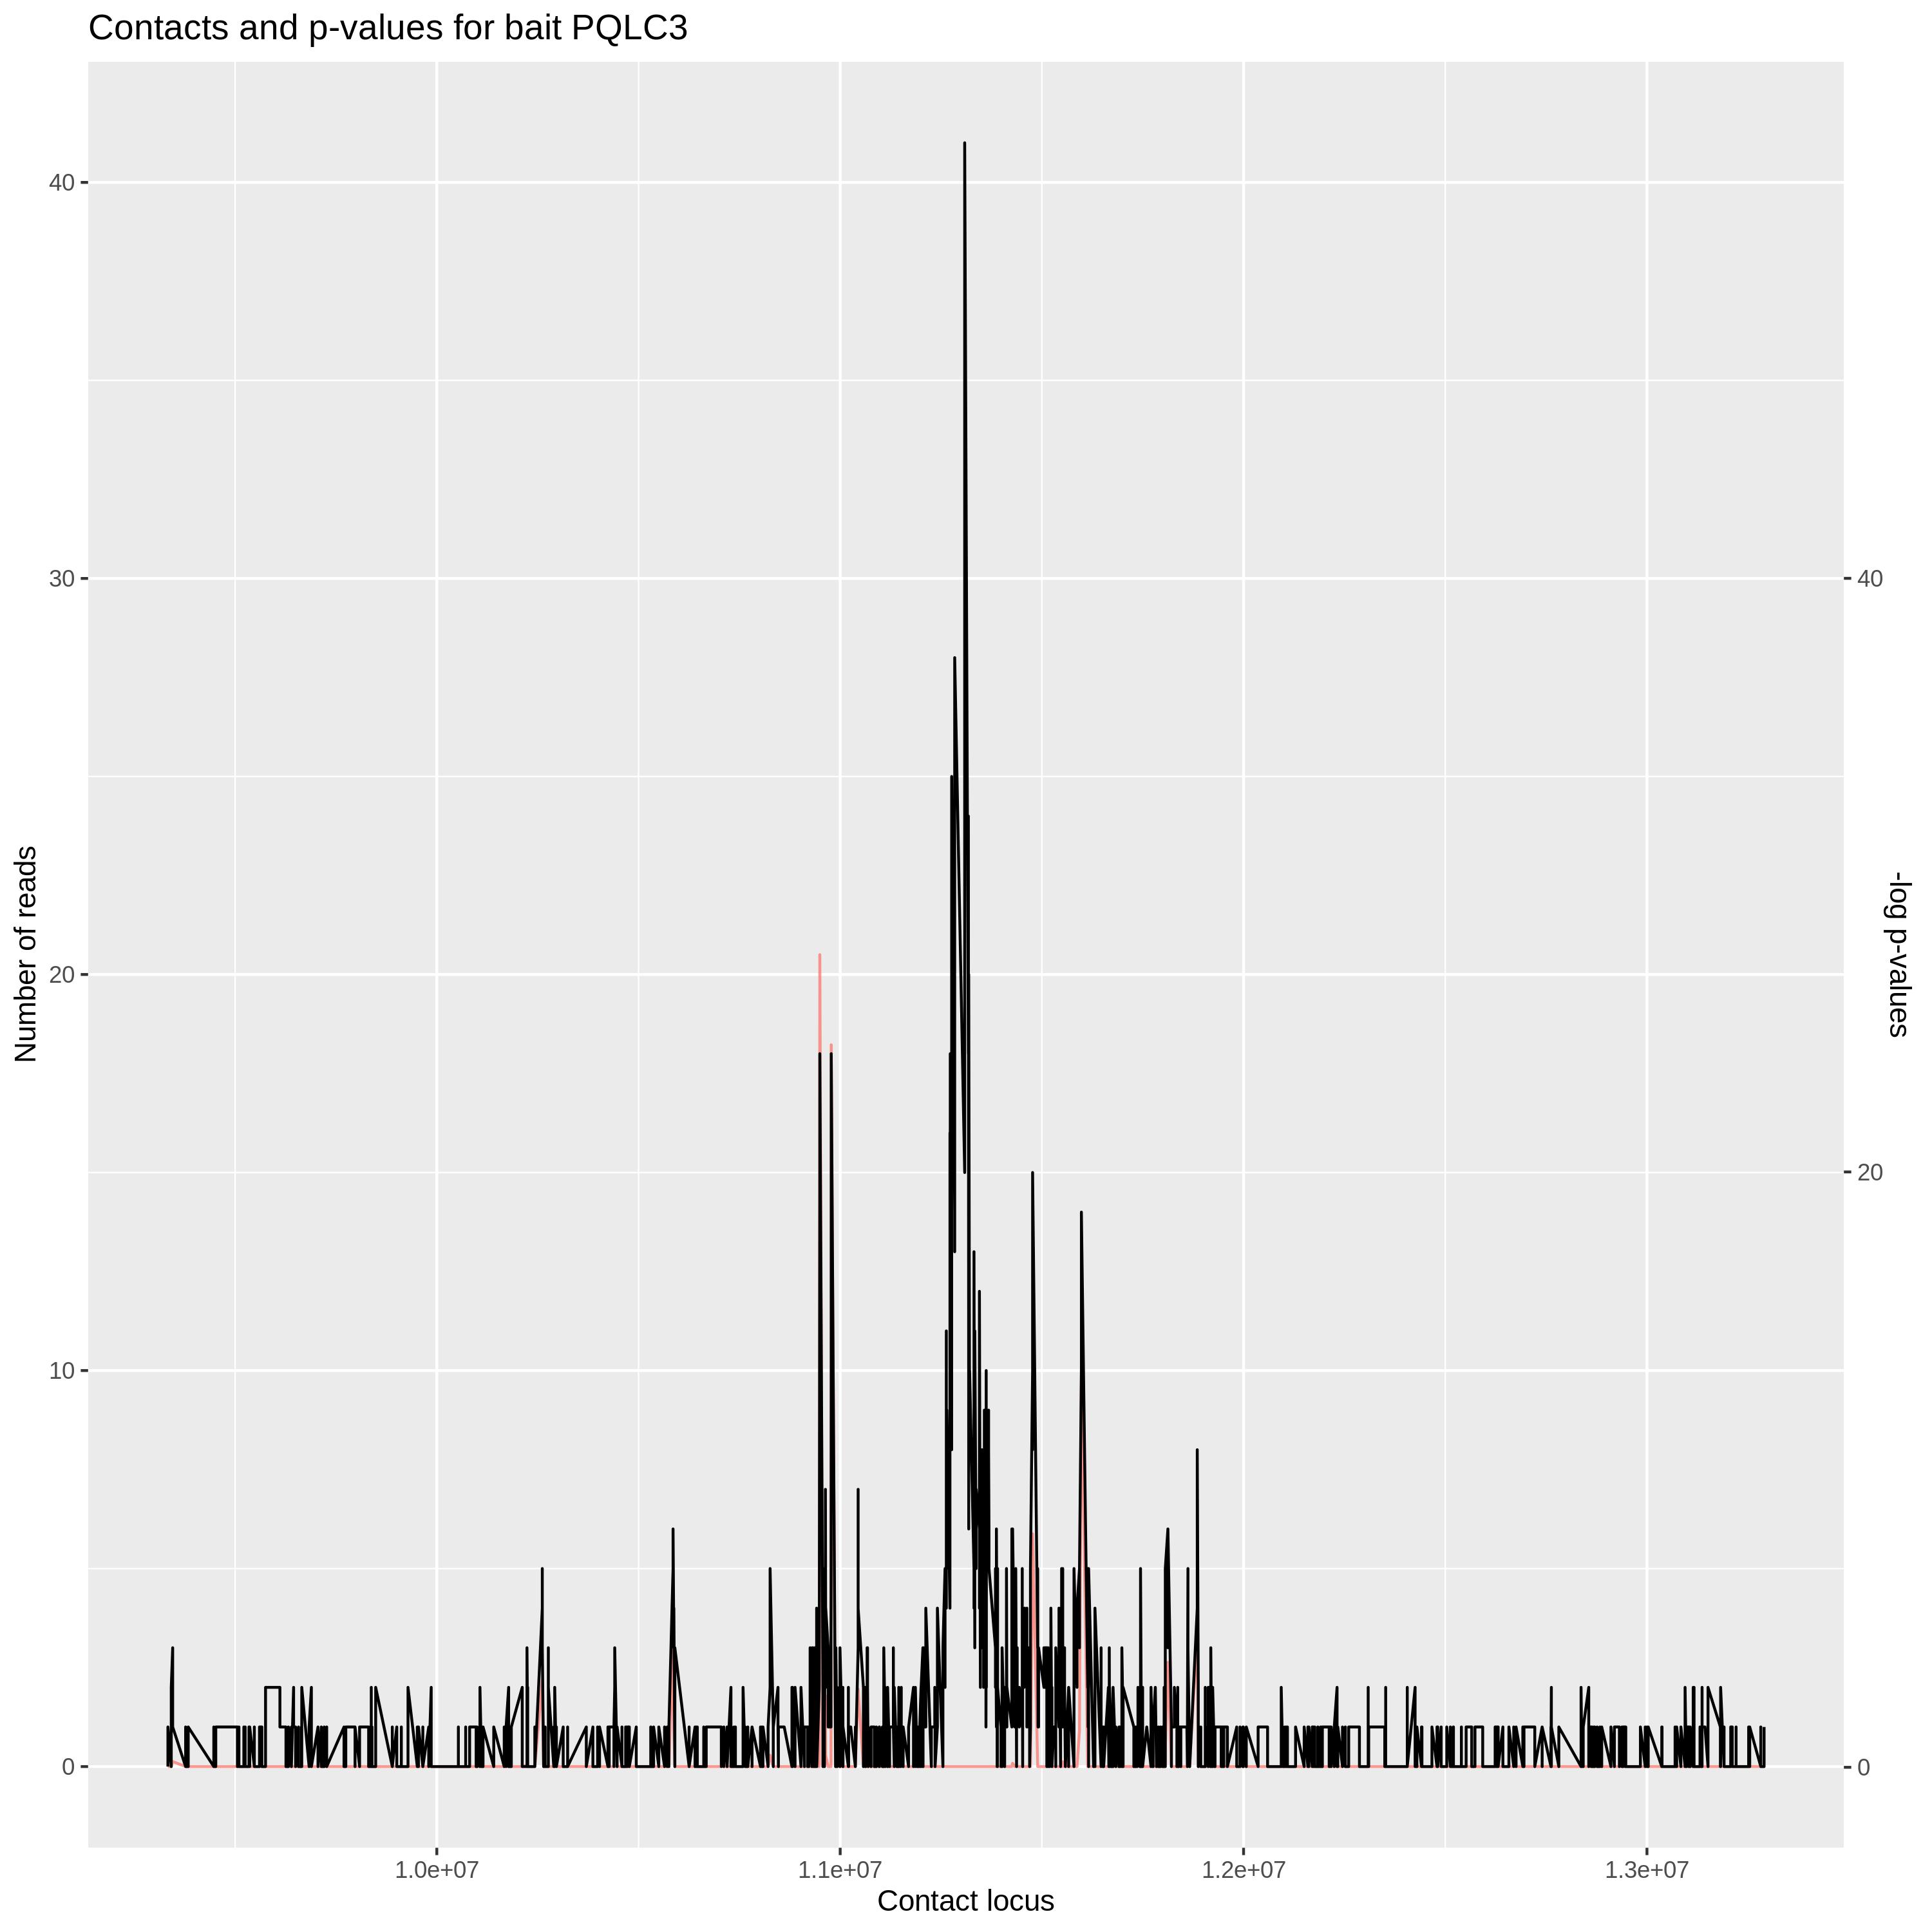 Contacts and p-values for bait PQLC3
40
30
20
10
0
Number of reads
40
20
0
-log p-values
1.0e+07
1.1e+07
1.2e+07
1.3e+07
Contact locus